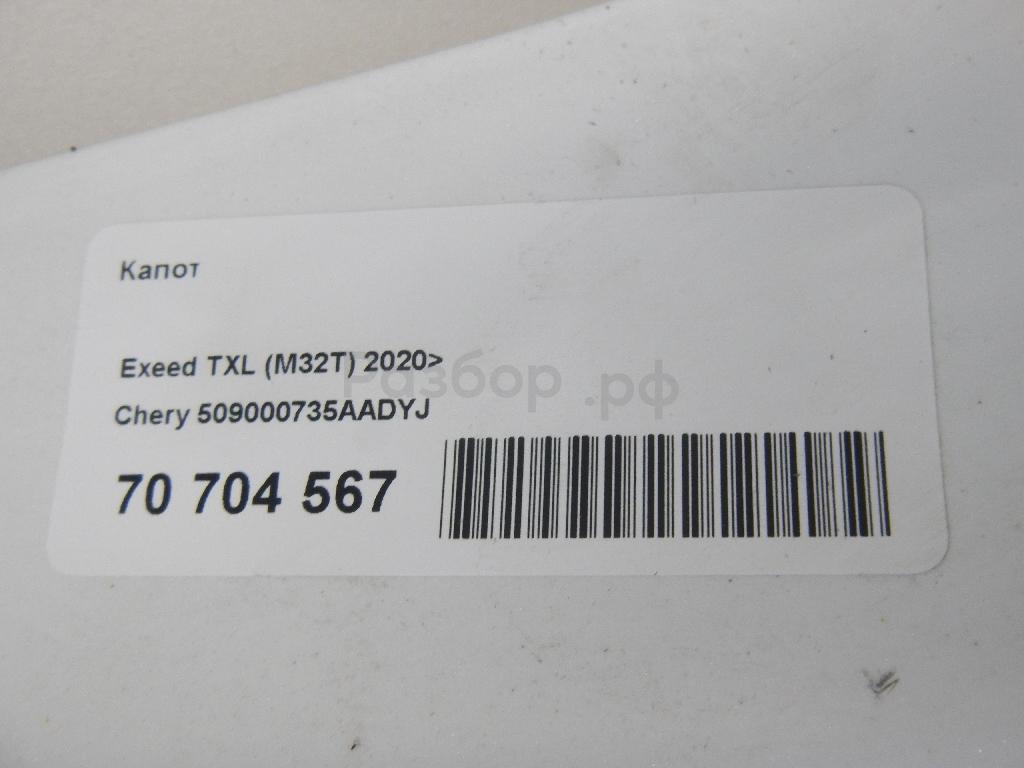 Капот
Exeed TXL (M32T) 2020>
Разбор.рф
Chery 509000735AADYJ
70 704 567